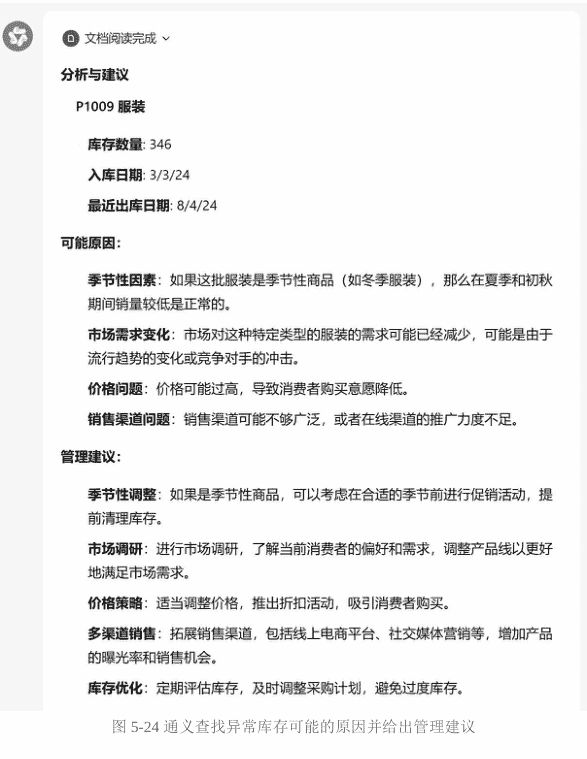 文档阅读完成
分析与建议
P1009 服装
库存数量: 346
入库日期: 3/3/24
最近出库日期: 8/4/24
可能原因：
季节性因素：如果这批服装是季节性商品（如冬季服装），那么在夏季和初秋
期间销量较低是正常的。
市场需求变化：市场对这种特定类型的服装的需求可能已经减少，可能是由于
流行趋势的变化或竞争对手的冲击。
价格问题：价格可能过高，导致消费者购买意愿降低。
销售渠道问题：销售渠道可能不够广泛，或者在线渠道的推广力度不足。
管理建议：
季节性调整：如果是季节性商品，可以考虑在合适的季节前进行促销活动，提
前清理库存。
市场调研：进行市场调研，了解当前消费者的偏好和需求，调整产品线以更好
地满足市场需求。
价格策略：适当调整价格，推出折扣活动，吸引消费者购买。
多渠道销售：拓展销售渠道，包括线上电商平台、社交媒体营销等，增加产品
的曝光率和销售机会。
库存优化：定期评估库存，及时调整采购计划，避免过度库存。
图 5-24 通义查找异常库存可能的原因并给出管理建议